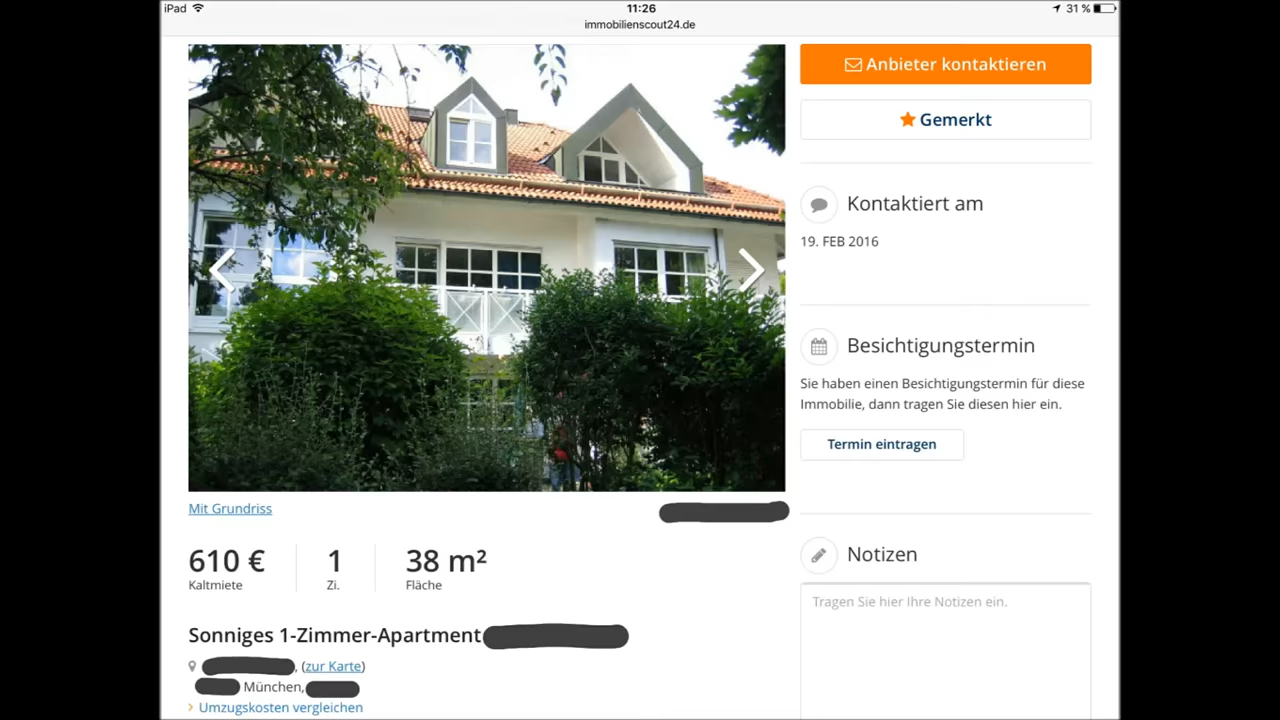 iPad
11:26
31 %
immobilienscout24.de
Anbieter kontaktieren
Gemerkt
Kontaktiert am
19. FEB 2016
Besichtigungstermin
Sie haben einen Besichtigungstermin für diese
Immobilie, dann tragen Sie diesen hier ein.
Termin eintragen
Notizen
Tragen Sie hier Ihre Notizen ein.
Mit Grundriss
610 € 1 38 m²
Kaltmiete Zi. Fläche
Sonniges 1-Zimmer-Apartment
, (zur Karte)
München,
Umzugskosten vergleichen